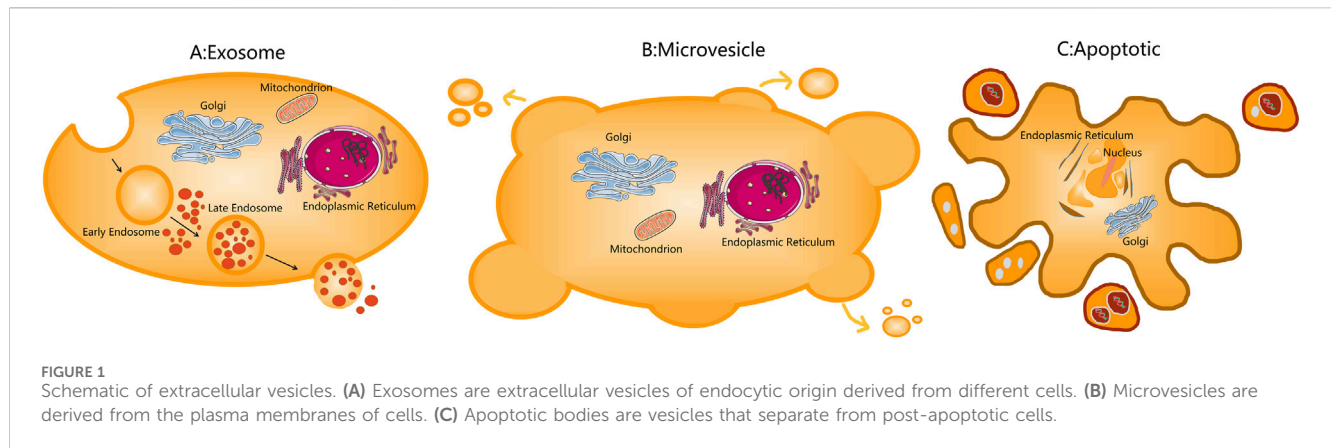 A:Exosome
Mitochondrion
Golgi
Late Endosome
Endoplasmic Reticulum
Early Endosome
B:Microvesicle
Golgi
Mitochondrion
Endoplasmic Reticulum
C:Apoptotic
Endoplasmic Reticulum
Nucleus
Golgi
FIGURE 1
Schematic of extracellular vesicles. (A) Exosomes are extracellular vesicles of endocytic origin derived from different cells. (B) Microvesicles are
derived from the plasma membranes of cells. (C) Apoptotic bodies are vesicles that separate from post-apoptotic cells.